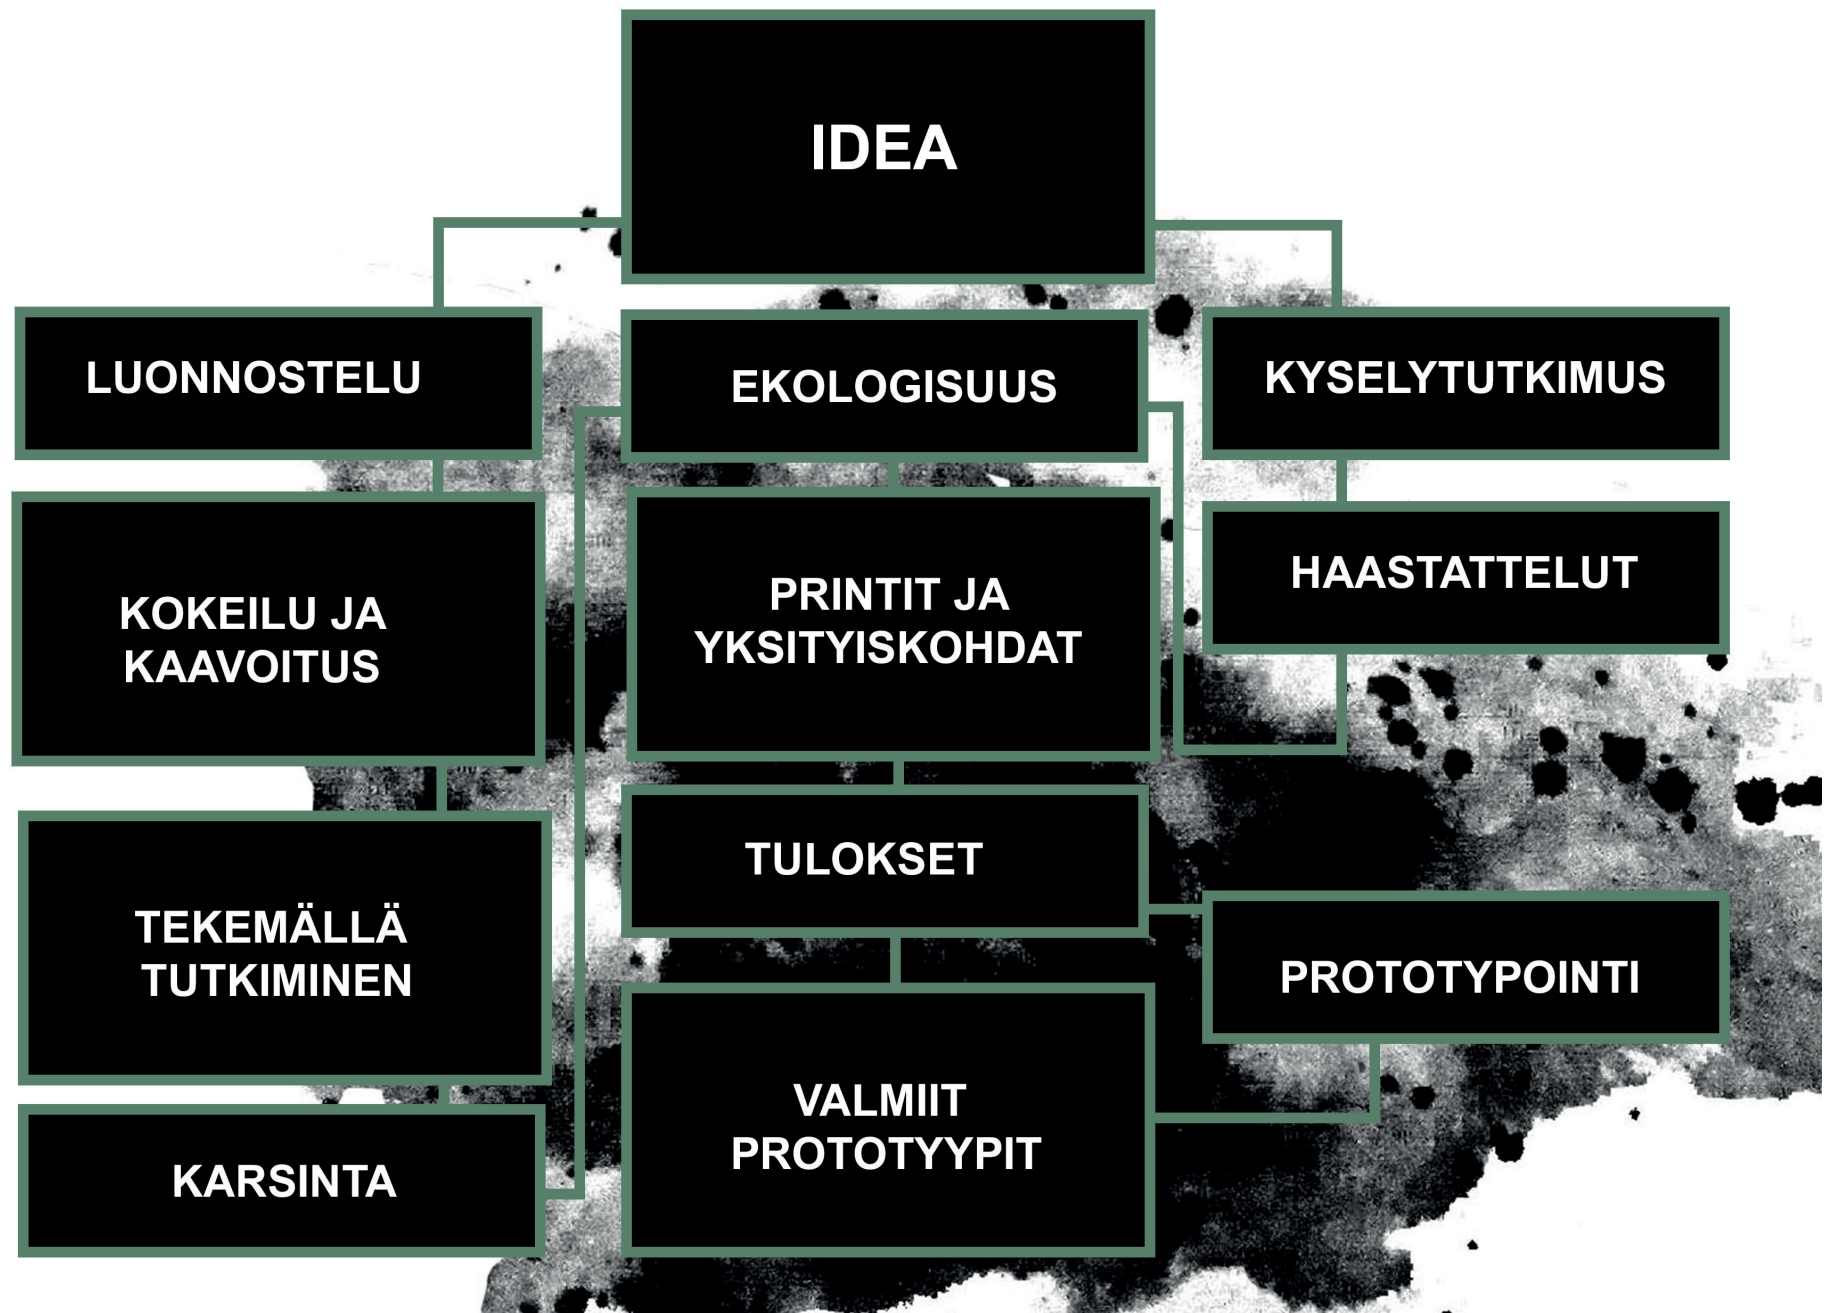 IDEA
LUONNOSTELU
EKOLOGISUUS
KYSELYTUTKIMUS
KOKEILU JA
KAAVOITUS
PRINTIT JA
YKSITYISKOHDAT
HAASTATTELUT
TEKEMÄLLÄ
TUTKIMINEN
TULOKSET
PROTOTYPOINTI
KARSINTA
VALMIIT
PROTOTYYPIT